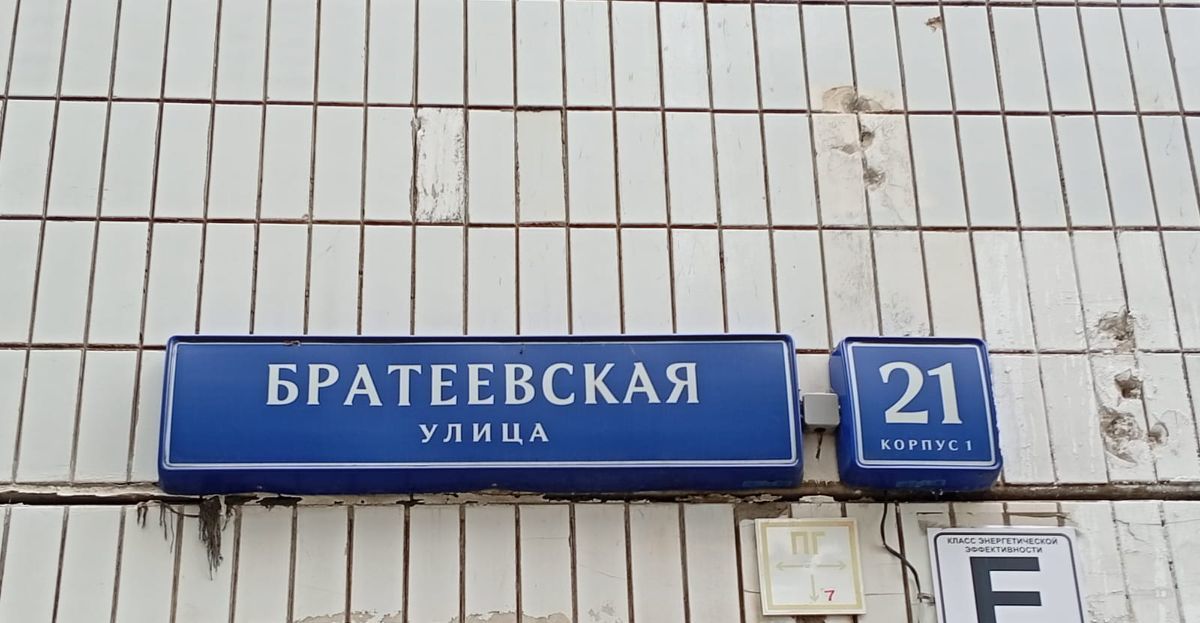 БРАТЕЕВСКАЯ
УЛИЦА
21
КОРПУС 1
ПГ
7
КЛАСС ЭНЕРГЕТИЧЕСКОЙ
ЭФФЕКТИВНОСТИ
E